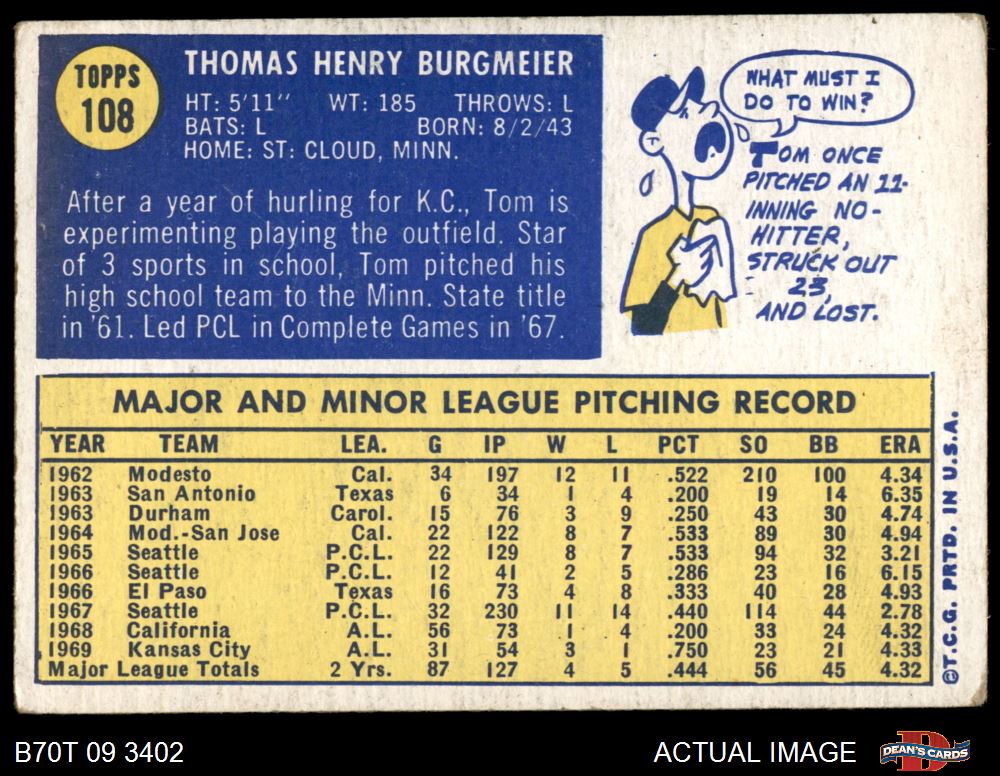 TOPPS
108
THOMAS HENRY BURGMEIER
HT: 5'11" WT: 185 THROWS: L
BATS: L BORN: 8/2/43
HOME: ST: CLOUD, MINN.
After a year of hurling for K.C., Tom is
experimenting playing the outfield. Star
of 3 sports in school, Tom pitched his
high school team to the Minn. State title
in '61. Led PCL in Complete Games in '67.
WHAT MUST I
DO TO WIN?
TOM ONCE
PITCHED AN 11-
INNING NO-
HITTER,
STRUCK OUT
23,
AND LOST.
T
MAJOR AND MINOR LEAGUE PITCHING RECORD
YEAR TEAM LEA. G IP W L PCT SO BB ERA
1962 Modesto Cal. 34 197 12 11 .522 210 100 4.34
1963 San Antonio Texas 6 34 1 4 .200 19 14 6.35
1963 Durham Carol. 15 76 3 9 .250 43 30 4.74
1964 Mod.-San Jose Cal. 22 122 8 7 .533 89 30 4.94
1965 Seattle P.C.L. 22 129 8 7 .533 94 32 3.21
1966 Seattle P.C.L. 12 41 2 5 .286 23 16 6.15
1966 El Paso Texas 16 73 4 8 .333 40 28 4.93
1967 Seattle P.C.L. 32 230 11 14 .440 114 44 2.78
1968 California A.L. 56 73 1 4 .200 33 24 4.32
1969 Kansas City A.L. 31 54 3 1 .750 23 21 4.33
Major League Totals 2 Yrs. 87 127 4 5 .444 56 45 4.32
©T.C.G. PRTD. IN U.S.A.
B70T 09 3402
ACTUAL IMAGE
D
DEAN'S CARDS